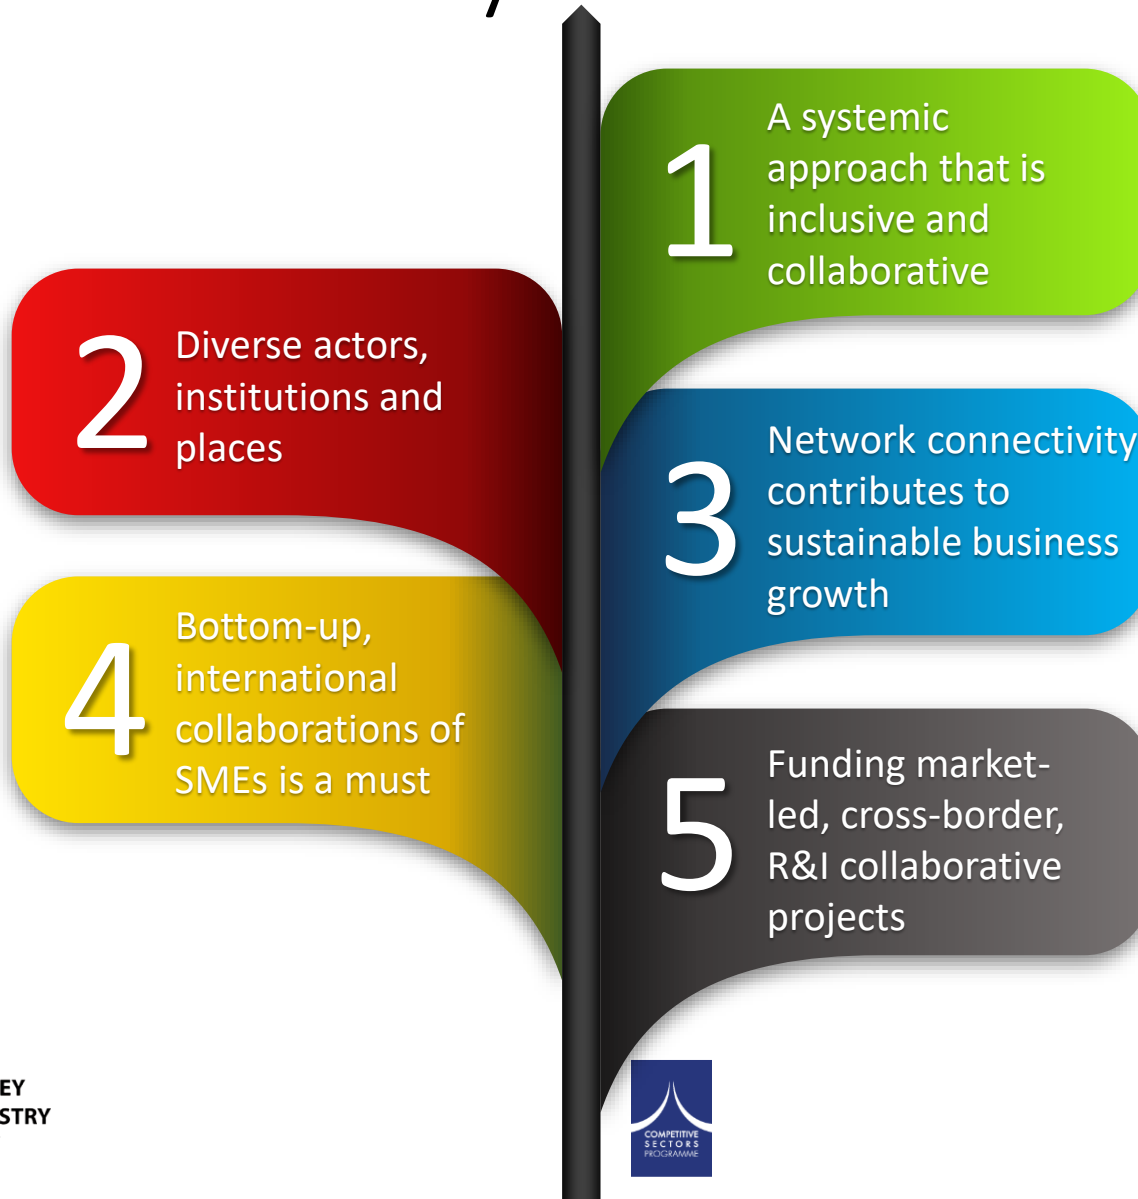 1
A systemic
approach that is
inclusive and
collaborative
2
Diverse actors,
institutions and
places
3
Network connectivity
contributes to
sustainable business
growth
4
Bottom-up,
international
collaborations of
SMEs is a must
5
Funding market-
led, cross-border,
R&I collaborative
projects
EY
STRY
COMPETITIVE
SECTORS
PROGRAMME